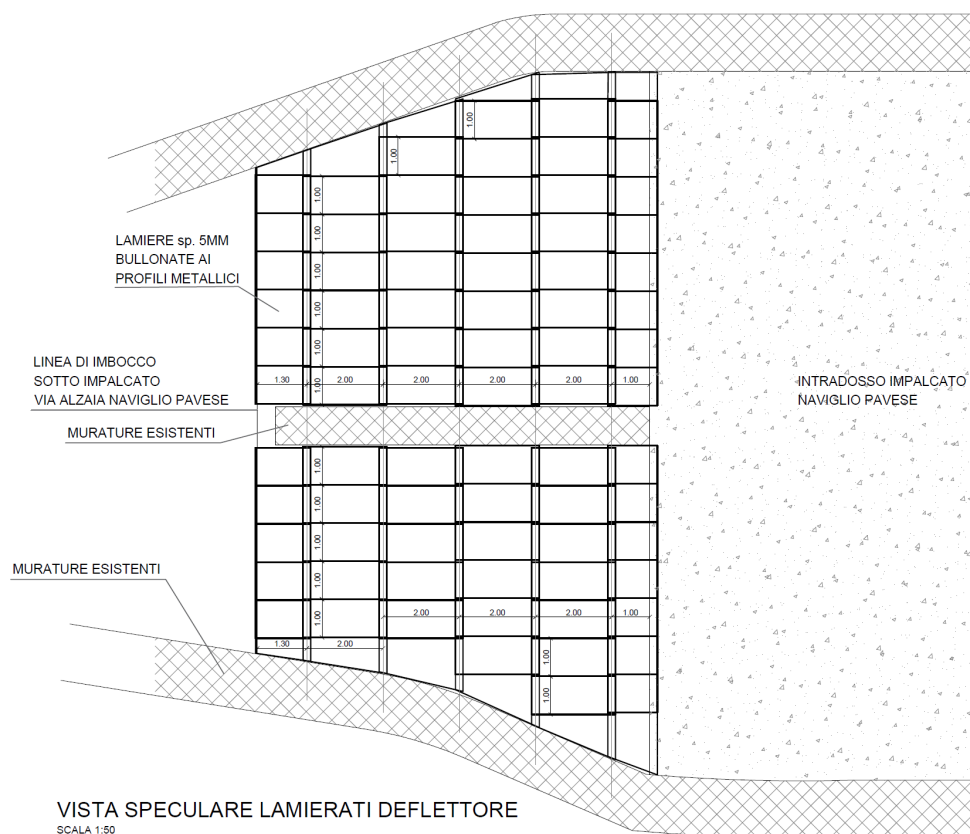 1.00
1.00
1.00
LAMIERE sp. 5MM
BULLONATE AI
PROFILI METALLICI
1.00
1.00
1.00
1.00
LINEA DI IMBOCCO
SOTTO IMPALCATO
VIA ALZAIA NAVIGLIO PAVESE
1.30 1.00 2.00 2.00 2.00 2.00 1.00
INTRADOSSO IMPALCATO
NAVIGLIO PAVESE
MURATURE ESISTENTI
1.00
1.00
1.00
1.00
MURATURE ESISTENTI
1.00 2.00 2.00 2.00 1.00
1.30 2.00
1.00
1.00
VISTA SPECULARE LAMIERATI DEFLETTORE
SCALA 1:50